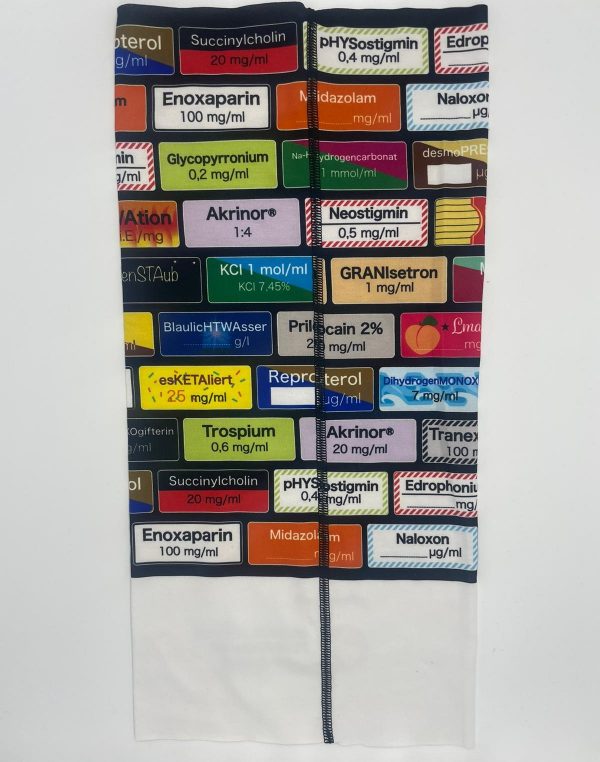 oterol
g/ml
Succinylcholin
20 mg/ml
pHYSostigmin
0,4 mg/ml
Edrop
m
Enoxaparin
100 mg/ml
Midazolam
mg/ml
Naloxon
µg
min
Glycopyrronium
0,2 mg/ml
Na-Hydrogencarbonat
1 mmol/ml
desmoPRE
µg
VAtion
I.E/mg
Akrinor®
1:4
Neostigmin
0,5 mg/ml
enSTAub
KCl 1 mol/ml
KCl 7,45%
GRANIsetron
1 mg/ml
BlaulicHTWAsser
g/l
Prilocain 2%
20 mg/ml
Lma
mg
esKETAliert
25 mg/ml
Reproterol
µg/ml
DihydrogenMONOX
7 mg/ml
KOgifterin
g/ml
Trospium
0,6 mg/ml
Akrinor®
20 mg/ml
Tranex
100 m
ol
Succinylcholin
20 mg/ml
pHYSostigmin
0,4 mg/ml
Edrophoniu
mg/ml
Enoxaparin
100 mg/ml
Midazolam
mg/ml
Naloxon
µg/ml